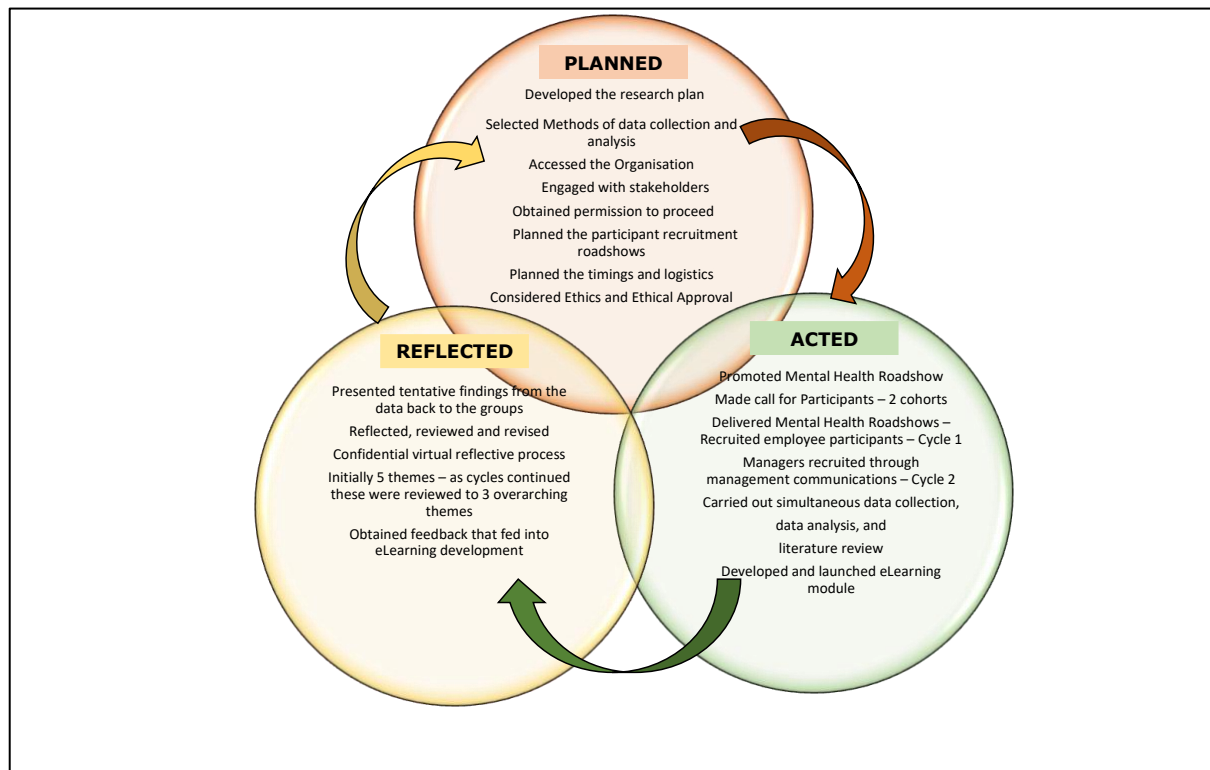 PLANNED
Developed the research plan
Selected Methods of data collection and
analysis
Accessed the Organisation
Engaged with stakeholders
Obtained permission to proceed
Planned the participant recruitment
roadshows
Planned the timings and logistics
Considered Ethics and Ethical Approval
REFLECTED
Presented tentative findings from the
data back to the groups
Reflected, reviewed and revised
Confidential virtual reflective process
Initially 5 themes – as cycles continued
these were reviewed to 3 overarching
themes
Obtained feedback that fed into
eLearning development
ACTED
Promoted Mental Health Roadshow
Made call for Participants – 2 cohorts
Delivered Mental Health Roadshows –
Recruited employee participants – Cycle 1
Managers recruited through
management communications – Cycle 2
Carried out simultaneous data collection,
data analysis, and
literature review
Developed and launched eLearning
module